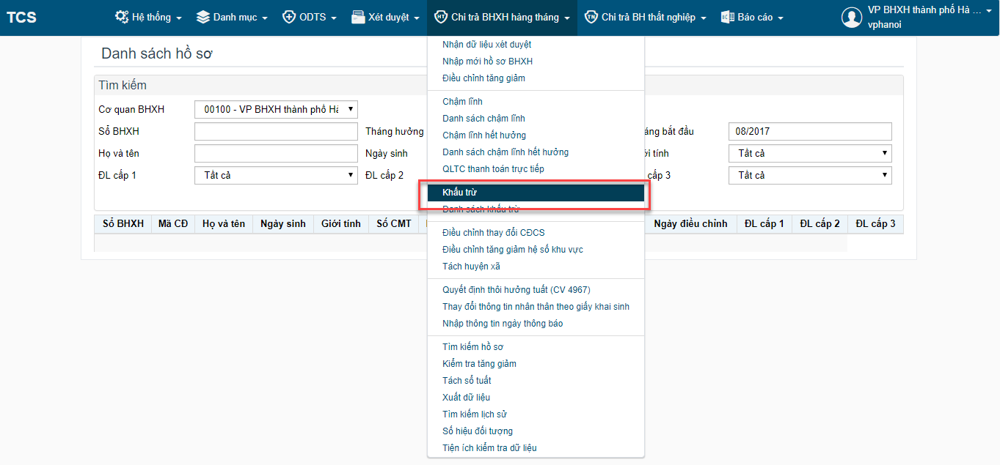 TCS Hệ thống Danh mục ODTS Xét duyệt Chi trả BHXH hàng tháng Chi trả BH thất nghiệp Báo cáo VP BHXH thành phố Hà ...
vphanoi
Danh sách hồ sơ
Tìm kiếm
Cơ quan BHXH 00100 - VP BHXH thành phố Hà
Sổ BHXH Tháng hưởng áng bắt đầu 08/2017
Họ và tên Ngày sinh ới tính Tất cả
ĐL cấp 1 Tất cả ĐL cấp 2 cấp 3 Tất cả
Sổ BHXH Mã CĐ Họ và tên Ngày sinh Giới tính Số CMT Ngày điều chỉnh ĐL cấp 1 ĐL cấp 2 ĐL cấp 3
Nhận dữ liệu xét duyệt
Nhập mới hồ sơ BHXH
Điều chỉnh tăng giảm
Chậm lĩnh
Danh sách chậm lĩnh
Chậm lĩnh hết hưởng
Danh sách chậm lĩnh hết hưởng
QLTC thanh toán trực tiếp
Khấu trừ
Danh sách khấu trừ
Điều chỉnh thay đổi CĐCS
Điều chỉnh tăng giảm hệ số khu vực
Tách huyện xã
Quyết định thôi hưởng tuất (CV 4967)
Thay đổi thông tin nhân thân theo giấy khai sinh
Nhập thông tin ngày thông báo
Tìm kiếm hồ sơ
Kiểm tra tăng giảm
Tách sổ tuất
Xuất dữ liệu
Tìm kiếm lịch sử
Số hiệu đối tượng
Tiện ích kiểm tra dữ liệu